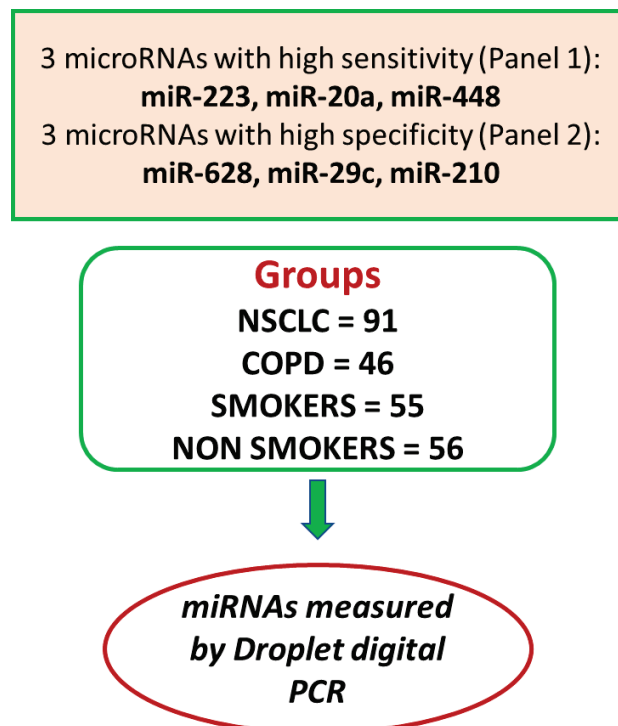 3 microRNAs with high sensitivity (Panel 1):
miR-223, miR-20a, miR-448
3 microRNAs with high specificity (Panel 2):
miR-628, miR-29c, miR-210
Groups
NSCLC = 91
COPD = 46
SMOKERS = 55
NON SMOKERS = 56
miRNAs measured
by Droplet digital
PCR